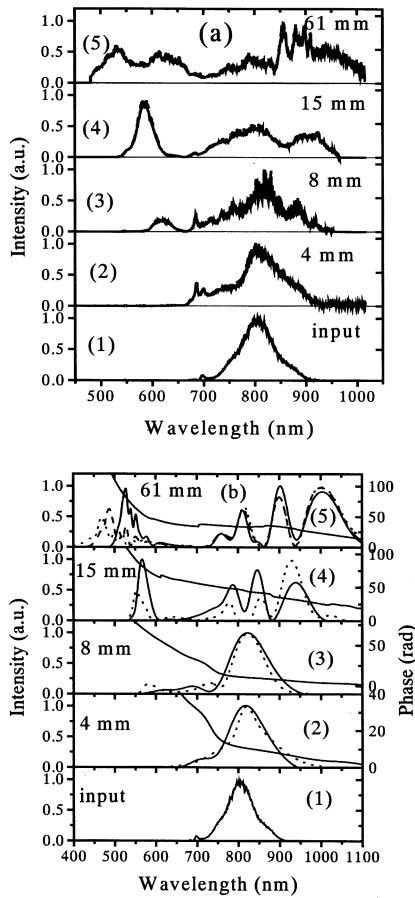 (a)
61 mm
(5)
1.0
0.5
0.0
15 mm
(4)
1.0
0.5
8 mm
(3)
1.0
0.5
0.0
4 mm
(2)
1.0
0.5
0.0
input
(1)
1.0
0.5
0.0
Intensity (a.u.)
450 500 600 700 800 900 1000
Wavelength (nm)
61 mm (b) (5)
1.0 100
0.5 50
0.0 0
15 mm (4)
1.0 100
0.5 50
0.0 0
8 mm (3)
1.0
0.5 50
0.0 0
4 mm (2)
1.0 40
0.5 20
0.0 0
input (1)
1.0
0.5
0.0
Intensity (a.u.)
Phase (rad)
400 500 600 700 800 900 1000 1100
Wavelength (nm)